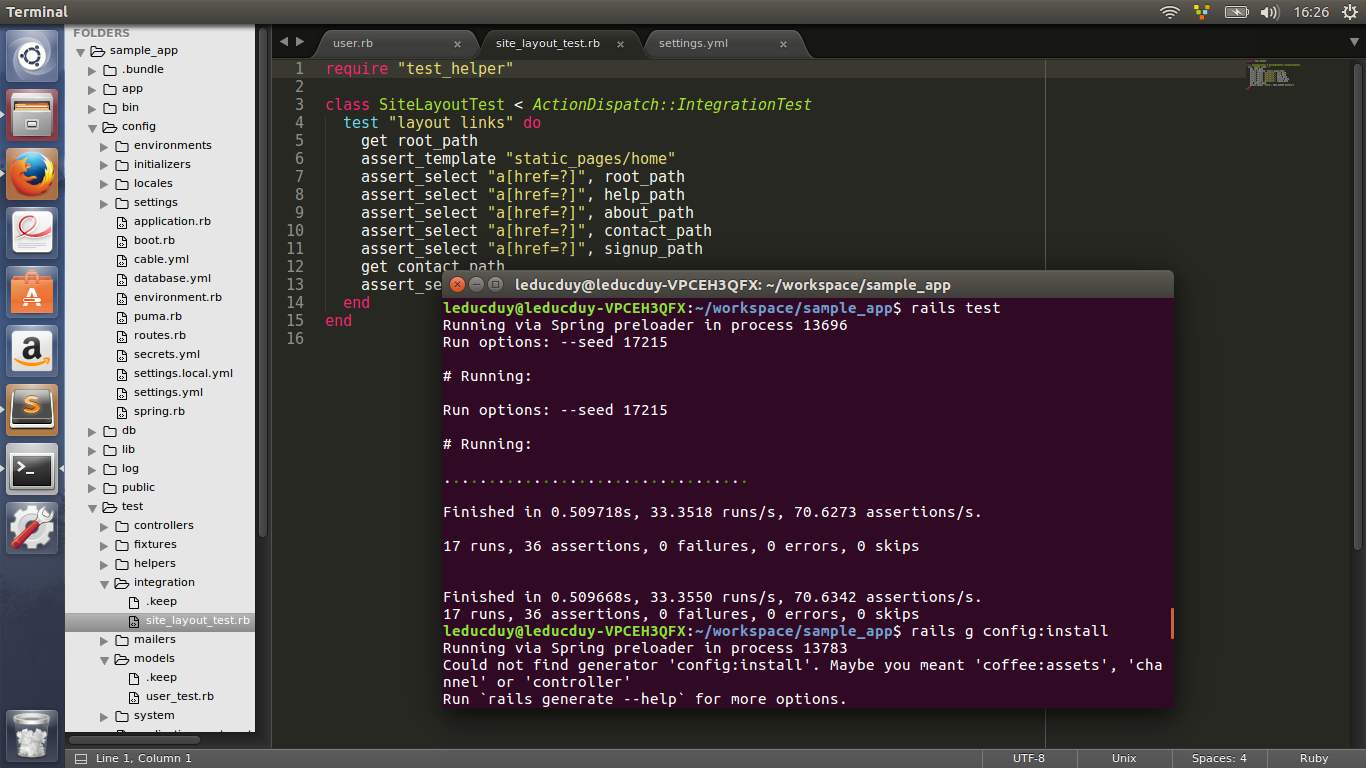 Terminal
16:26
FOLDERS
sample_app
.bundle
app
bin
config
environments
initializers
locales
settings
application.rb
boot.rb
cable.yml
database.yml
environment.rb
puma.rb
routes.rb
secrets.yml
settings.local.yml
settings.yml
spring.rb
db
lib
log
public
test
controllers
fixtures
helpers
integration
.keep
site_layout_test.rb
mailers
models
.keep
user_test.rb
system
user.rb × site_layout_test.rb × settings.yml ×
1 require "test_helper"
2
3 class SiteLayoutTest < ActionDispatch::IntegrationTest
4 test "layout links" do
5 get root_path
6 assert_template "static_pages/home"
7 assert_select "a[href=?]", root_path
8 assert_select "a[href=?]", help_path
9 assert_select "a[href=?]", about_path
10 assert_select "a[href=?]", contact_path
11 assert_select "a[href=?]", signup_path
12 get contact_path
13 assert_se
14 end
15 end
16
leducduy@leducduy-VPCEH3QFX: ~/workspace/sample_app
leducduy@leducduy-VPCEH3QFX:~/workspace/sample_app$ rails test
Running via Spring preloader in process 13696
Run options: --seed 17215
# Running:
Run options: --seed 17215
# Running:
..................................
Finished in 0.509718s, 33.3518 runs/s, 70.6273 assertions/s.
17 runs, 36 assertions, 0 failures, 0 errors, 0 skips
Finished in 0.509668s, 33.3550 runs/s, 70.6342 assertions/s.
17 runs, 36 assertions, 0 failures, 0 errors, 0 skips
leducduy@leducduy-VPCEH3QFX:~/workspace/sample_app$ rails g config:install
Running via Spring preloader in process 13783
Could not find generator 'config:install'. Maybe you meant 'coffee:assets', 'cha
nnel' or 'controller'
Run `rails generate --help` for more options.
Line 1, Column 1
UTF-8
Unix
Spaces: 4
Ruby